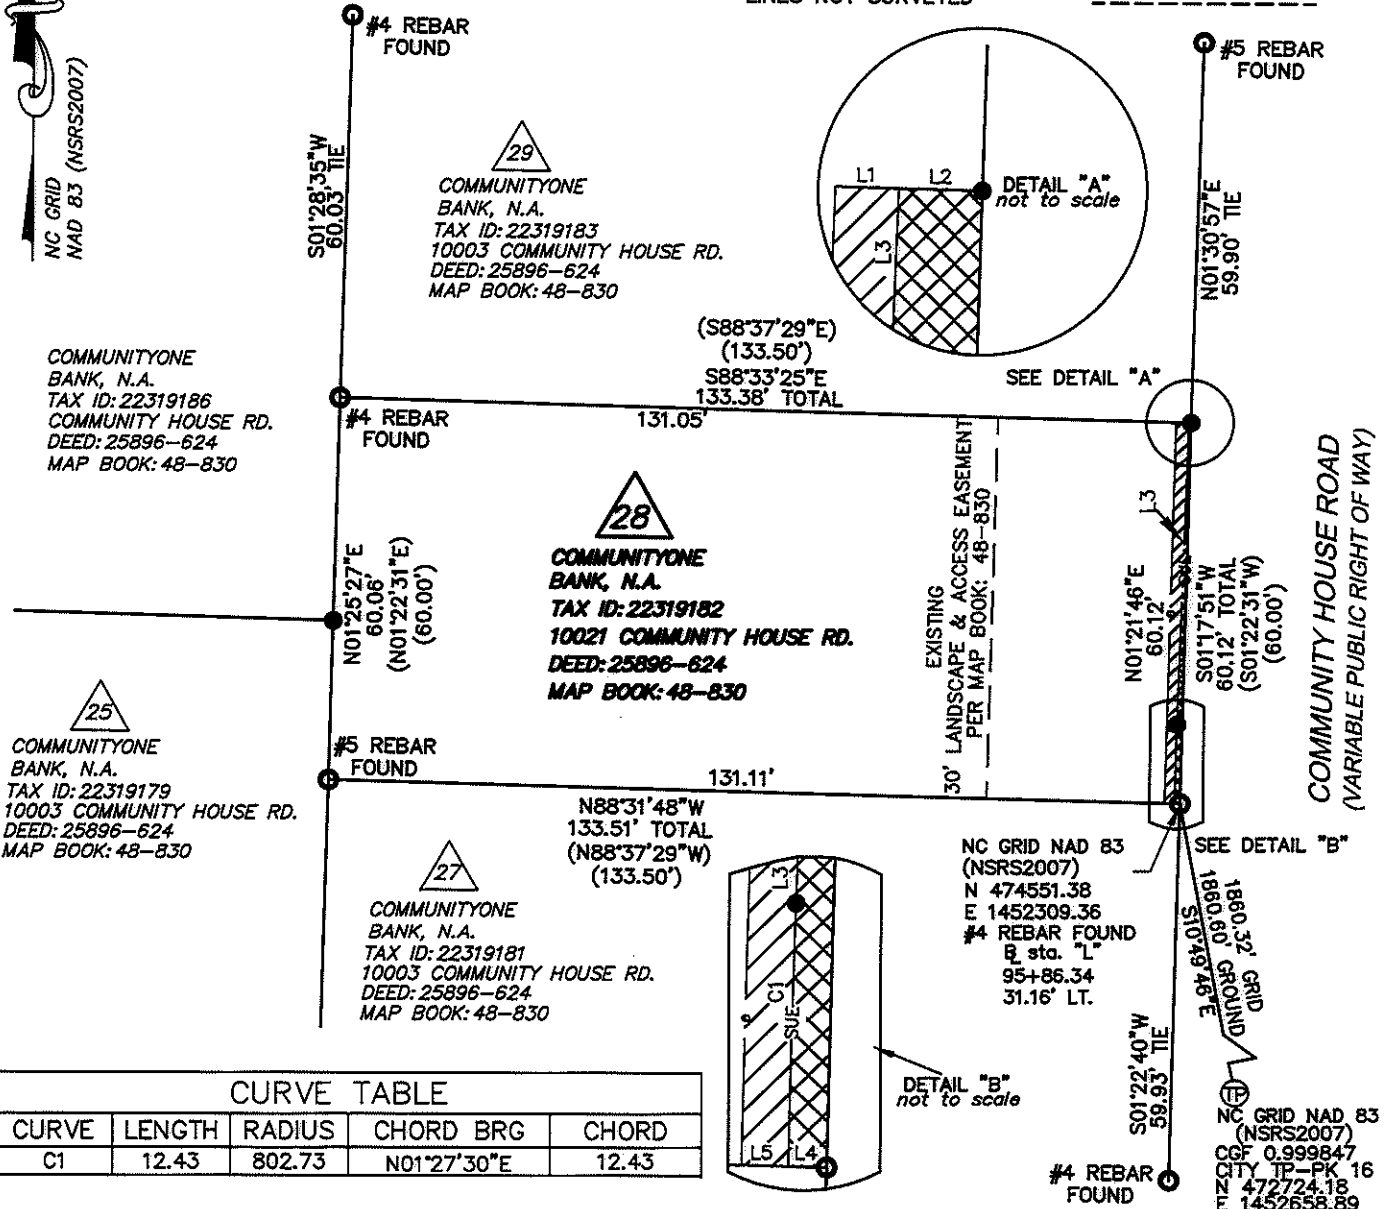 LINES NOT SURVEYED
#4 REBAR
FOUND
#5 REBAR
FOUND
NC GRID
NAD 83 (NSRS2007)
S01°28'35"W
60.03' TIE
29
COMMUNITYONE
BANK, N.A.
TAX ID: 22319183
10003 COMMUNITY HOUSE RD.
DEED: 25896-624
MAP BOOK: 48-830
L1
L2
L3
DETAIL "A"
not to scale
N01°30'57"E
59.90' TIE
(S88°37'29"E)
(133.50')
S88°33'25"E
133.38' TOTAL
131.05'
SEE DETAIL "A"
COMMUNITYONE
BANK, N.A.
TAX ID: 22319186
COMMUNITY HOUSE RD.
DEED: 25896-624
MAP BOOK: 48-830
#4 REBAR
FOUND
28
COMMUNITYONE
BANK, N.A.
TAX ID: 22319182
10021 COMMUNITY HOUSE RD.
DEED: 25896-624
MAP BOOK: 48-830
N01°25'27"E
60.06'
(N01°22'31"E)
(60.00')
EXISTING
30' LANDSCAPE & ACCESS EASEMENT
PER MAP BOOK: 48-830
L3
N01°21'46"E
60.12'
S01°17'51"W
60.12' TOTAL
(S01°22'31"W)
(60.00')
COMMUNITY HOUSE ROAD
(VARIABLE PUBLIC RIGHT OF WAY)
25
COMMUNITYONE
BANK, N.A.
TAX ID: 22319179
10003 COMMUNITY HOUSE RD.
DEED: 25896-624
MAP BOOK: 48-830
#5 REBAR
FOUND
131.11'
N88°31'48"W
133.51' TOTAL
(N88°37'29"W)
(133.50')
27
COMMUNITYONE
BANK, N.A.
TAX ID: 22319181
10003 COMMUNITY HOUSE RD.
DEED: 25896-624
MAP BOOK: 48-830
NC GRID NAD 83
(NSRS2007)
N 474551.38
E 1452309.36
#4 REBAR FOUND
BL sta. "L"
95+86.34
31.16' LT.
SEE DETAIL "B"
1860.32' GRID
1860.60' GROUND
S10°49'46"E
L3
C1
SUE
L5
L4
DETAIL "B"
not to scale
S01°22'40"W
59.93' TIE
TP
NC GRID NAD 83
(NSRS2007)
CGF 0.999847
CITY TP-PK 16
N 472724.18
E 1452658.89
#4 REBAR
FOUND
CURVE TABLE
CURVE LENGTH RADIUS CHORD BRG CHORD
C1 12.43 802.73 N01°27'30"E 12.43